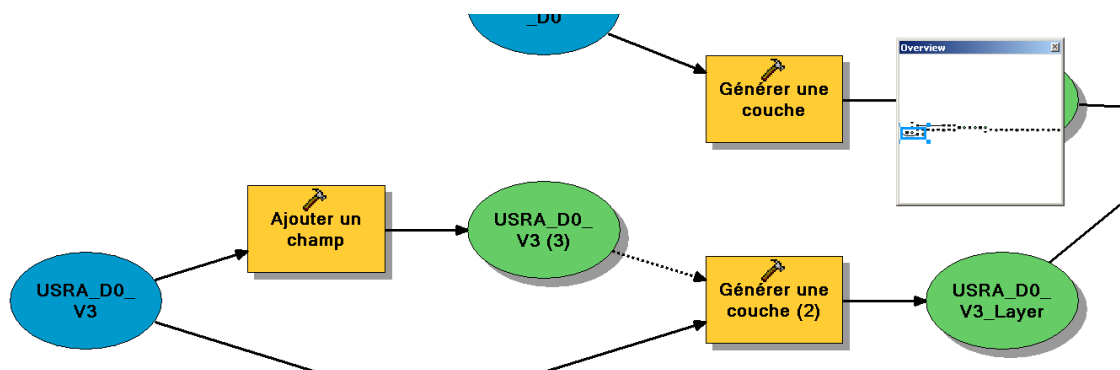 _D0
Générer une
couche
Overview
Ajouter un
champ
USRA_D0_
V3 (3)
USRA_D0_
V3
Générer une
couche (2)
USRA_D0_
V3_Layer